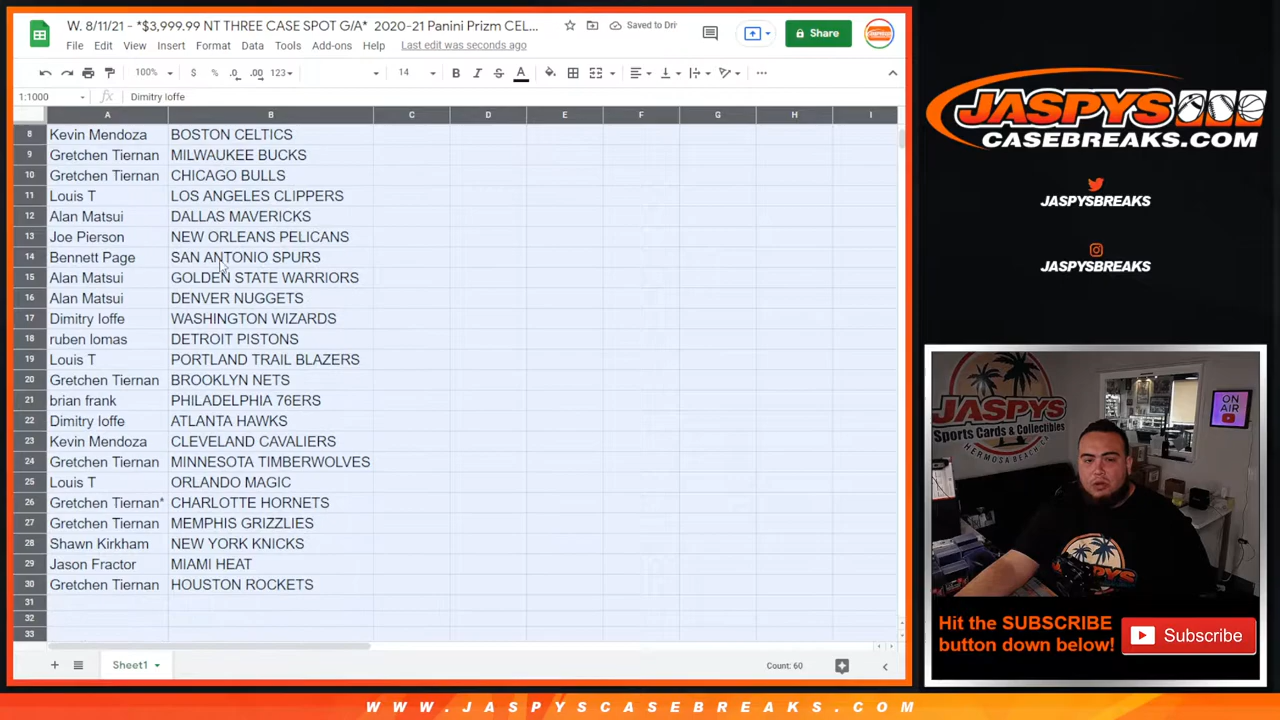 W. 8/11/21 - *$3,999.99 NT THREE CASE SPOT G/A* 2020-21 Panini Prizm CEL...
Saved to Dri
Share
File Edit View Insert Format Data Tools Add-ons Help Last edit was seconds ago
100% $ % .0 .00 123 14 B I S A
1:1000 fx Dimitry Ioffe
A B C D E F G H I
8 Kevin Mendoza BOSTON CELTICS
9 Gretchen Tiernan MILWAUKEE BUCKS
10 Gretchen Tiernan CHICAGO BULLS
11 Louis T LOS ANGELES CLIPPERS
12 Alan Matsui DALLAS MAVERICKS
13 Joe Pierson NEW ORLEANS PELICANS
14 Bennett Page SAN ANTONIO SPURS
15 Alan Matsui GOLDEN STATE WARRIORS
16 Alan Matsui DENVER NUGGETS
17 Dimitry Ioffe WASHINGTON WIZARDS
18 ruben lomas DETROIT PISTONS
19 Louis T PORTLAND TRAIL BLAZERS
20 Gretchen Tiernan BROOKLYN NETS
21 brian frank PHILADELPHIA 76ERS
22 Dimitry Ioffe ATLANTA HAWKS
23 Kevin Mendoza CLEVELAND CAVALIERS
24 Gretchen Tiernan MINNESOTA TIMBERWOLVES
25 Louis T ORLANDO MAGIC
26 Gretchen Tiernan* CHARLOTTE HORNETS
27 Gretchen Tiernan MEMPHIS GRIZZLIES
28 Shawn Kirkham NEW YORK KNICKS
29 Jason Fractor MIAMI HEAT
30 Gretchen Tiernan HOUSTON ROCKETS
31
32
33
Sheet1 Count: 60
JASPYS
CASEBREAKS.COM
JASPYSBREAKS
JASPYSBREAKS
JASPYS
Sports Cards & Collectibles
HERMOSA BEACH CA
ON AIR
Hit the SUBSCRIBE
button down below!
Subscribe
WWW.JASPYSCASEBREAKS.COM